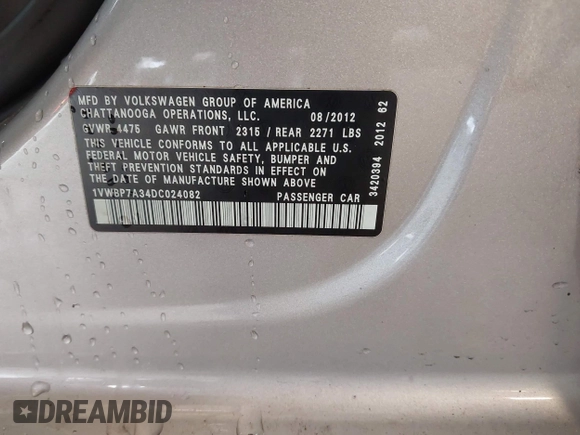 MFD BY VOLKSWAGEN GROUP OF AMERICA
CHATTANOOGA OPERATIONS, LLC. 08/2012
GVWR 4475 GAWR FRONT 2315 / REAR 2271 LBS
THIS VEHICLE CONFORMS TO ALL APPLICABLE U.S.
FEDERAL MOTOR VEHICLE SAFETY, BUMPER AND
THEFT PREVENTION STANDARDS IN EFFECT ON
THE DATE OF MANUFACTURE SHOWN ABOVE
1VWBP7A34DC024082 PASSENGER CAR
3420394 2012 62
DREAMBID